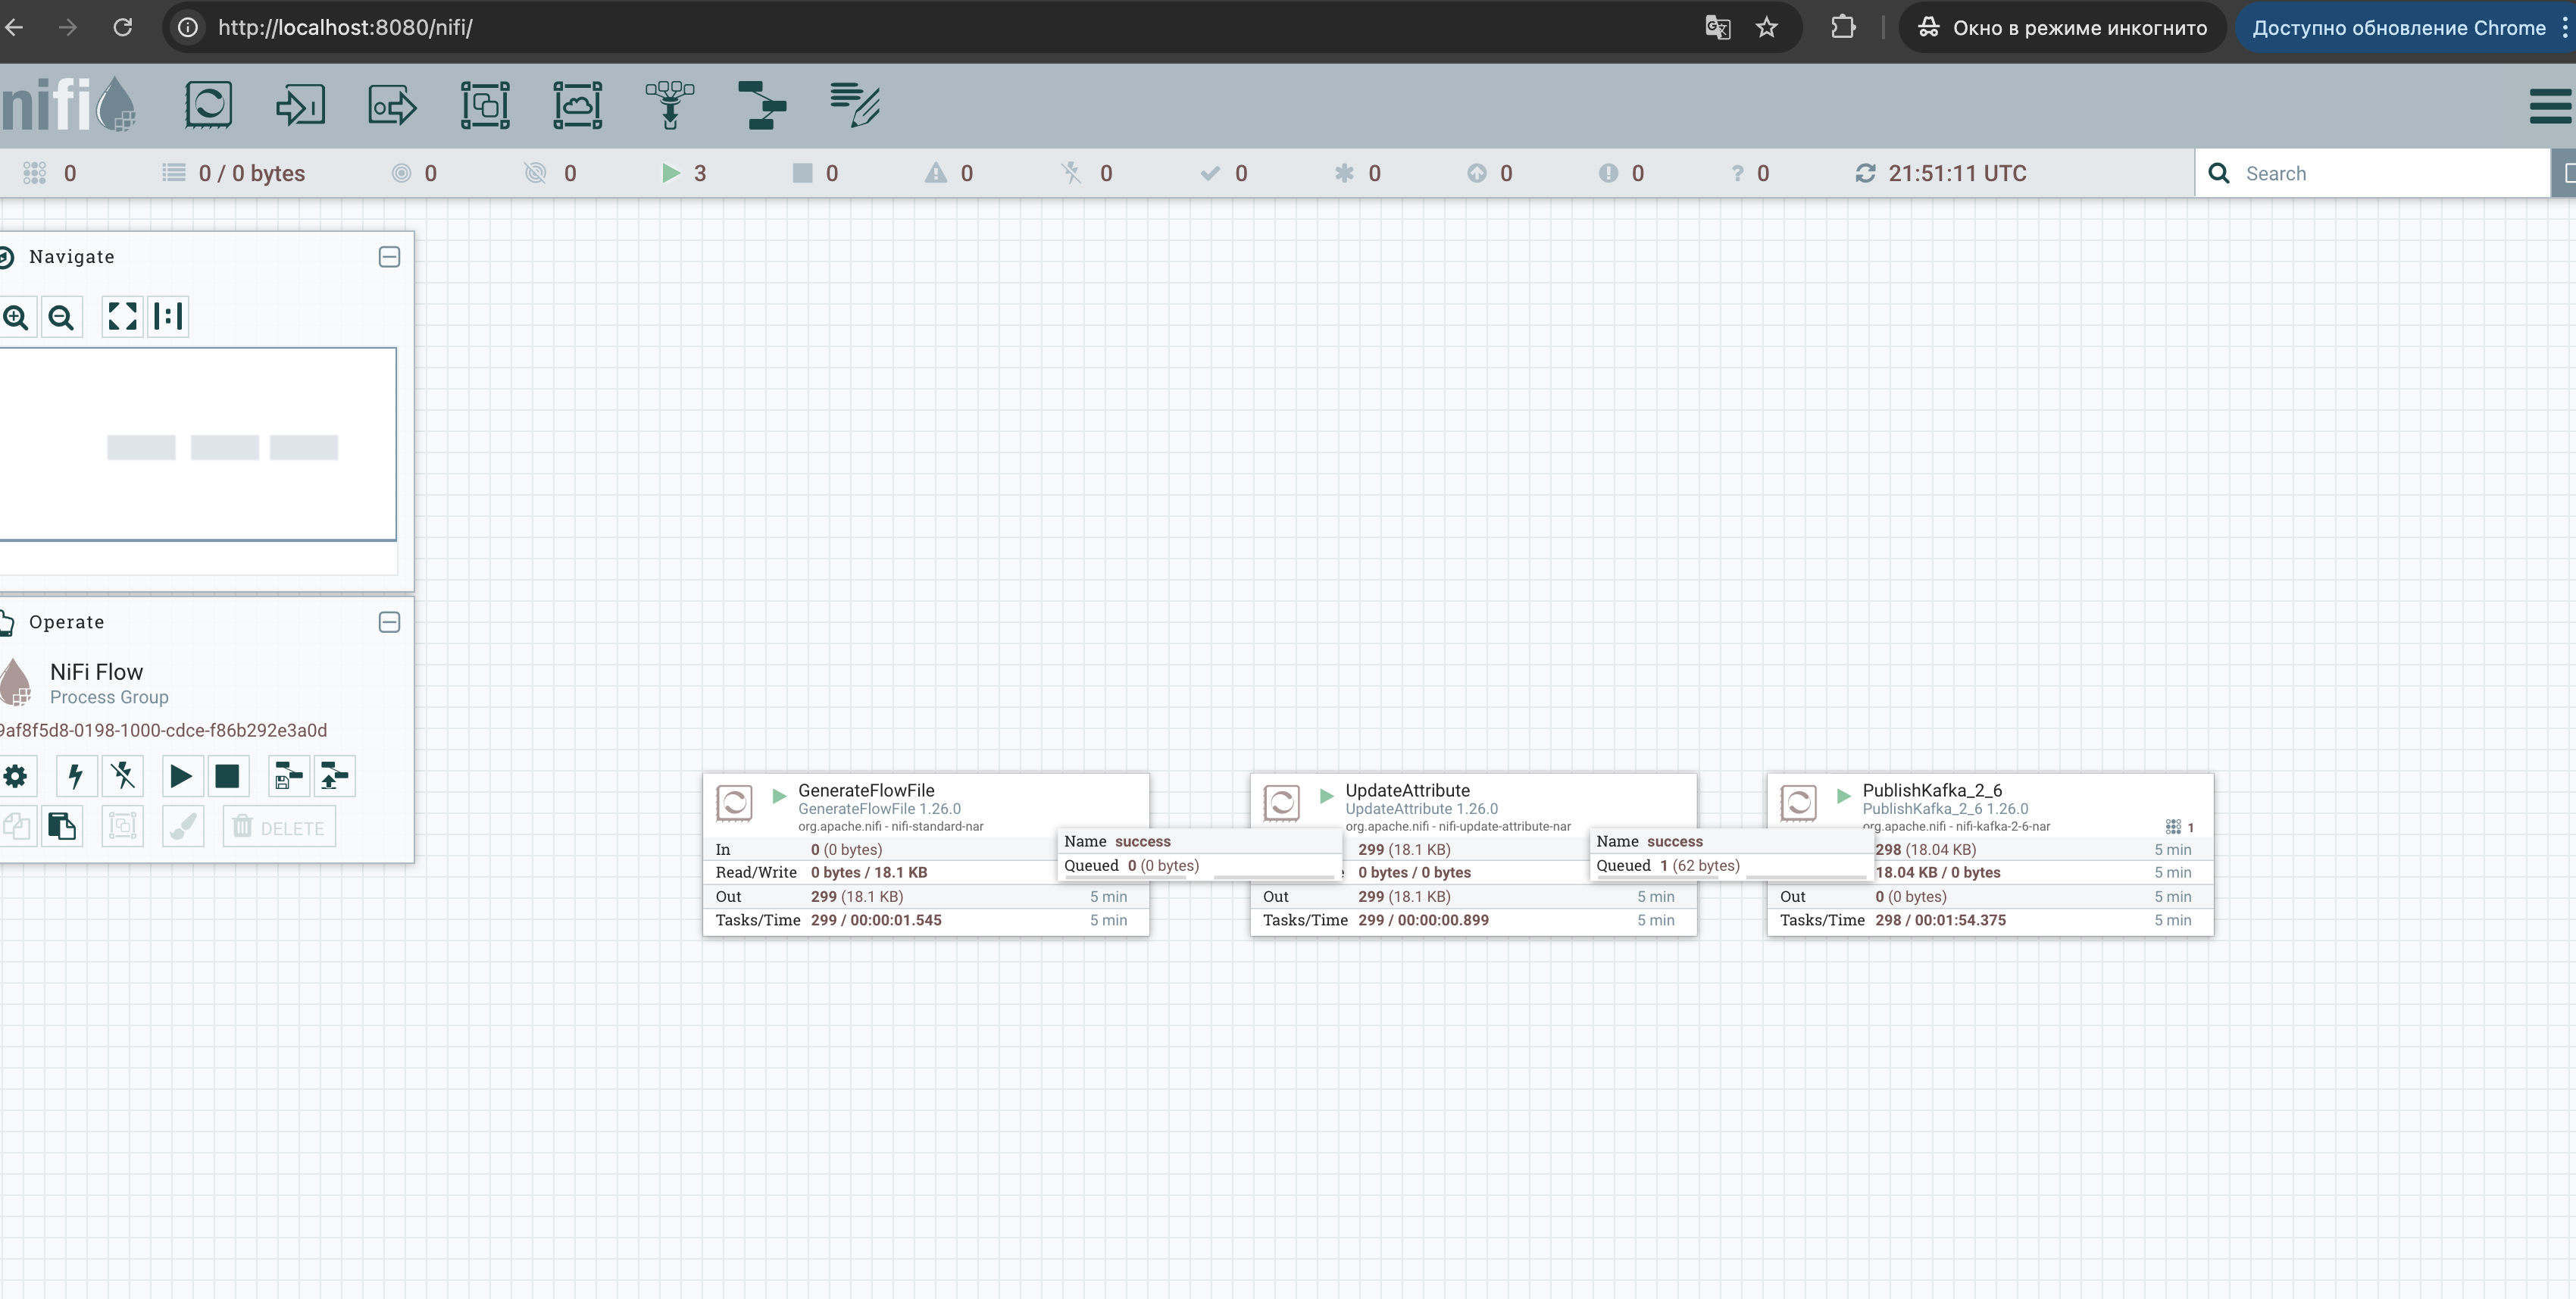 http://localhost:8080/nifi/
Окно в режиме инкогнито
Доступно обновление Chrome
nifi
0
0 / 0 bytes
0
0
3
0
0
0
0
0
0
0
? 0
21:51:11 UTC
Search
Navigate
Operate
NiFi Flow
Process Group
9af8f5d8-0198-1000-cdce-f86b292e3a0d
DELETE
GenerateFlowFile
GenerateFlowFile 1.26.0
org.apache.nifi - nifi-standard-nar
In 0 (0 bytes)
Read/Write 0 bytes / 18.1 KB
Out 299 (18.1 KB) 5 min
Tasks/Time 299 / 00:00:01.545 5 min
Name success
Queued 0 (0 bytes)
UpdateAttribute
UpdateAttribute 1.26.0
org.apache.nifi - nifi-update-attribute-nar
299 (18.1 KB)
0 bytes / 0 bytes
Out 299 (18.1 KB) 5 min
Tasks/Time 299 / 00:00:00.899 5 min
Name success
Queued 1 (62 bytes)
PublishKafka_2_6
PublishKafka_2_6 1.26.0
org.apache.nifi - nifi-kafka-2-6-nar
1
298 (18.04 KB) 5 min
18.04 KB / 0 bytes 5 min
Out 0 (0 bytes) 5 min
Tasks/Time 298 / 00:01:54.375 5 min